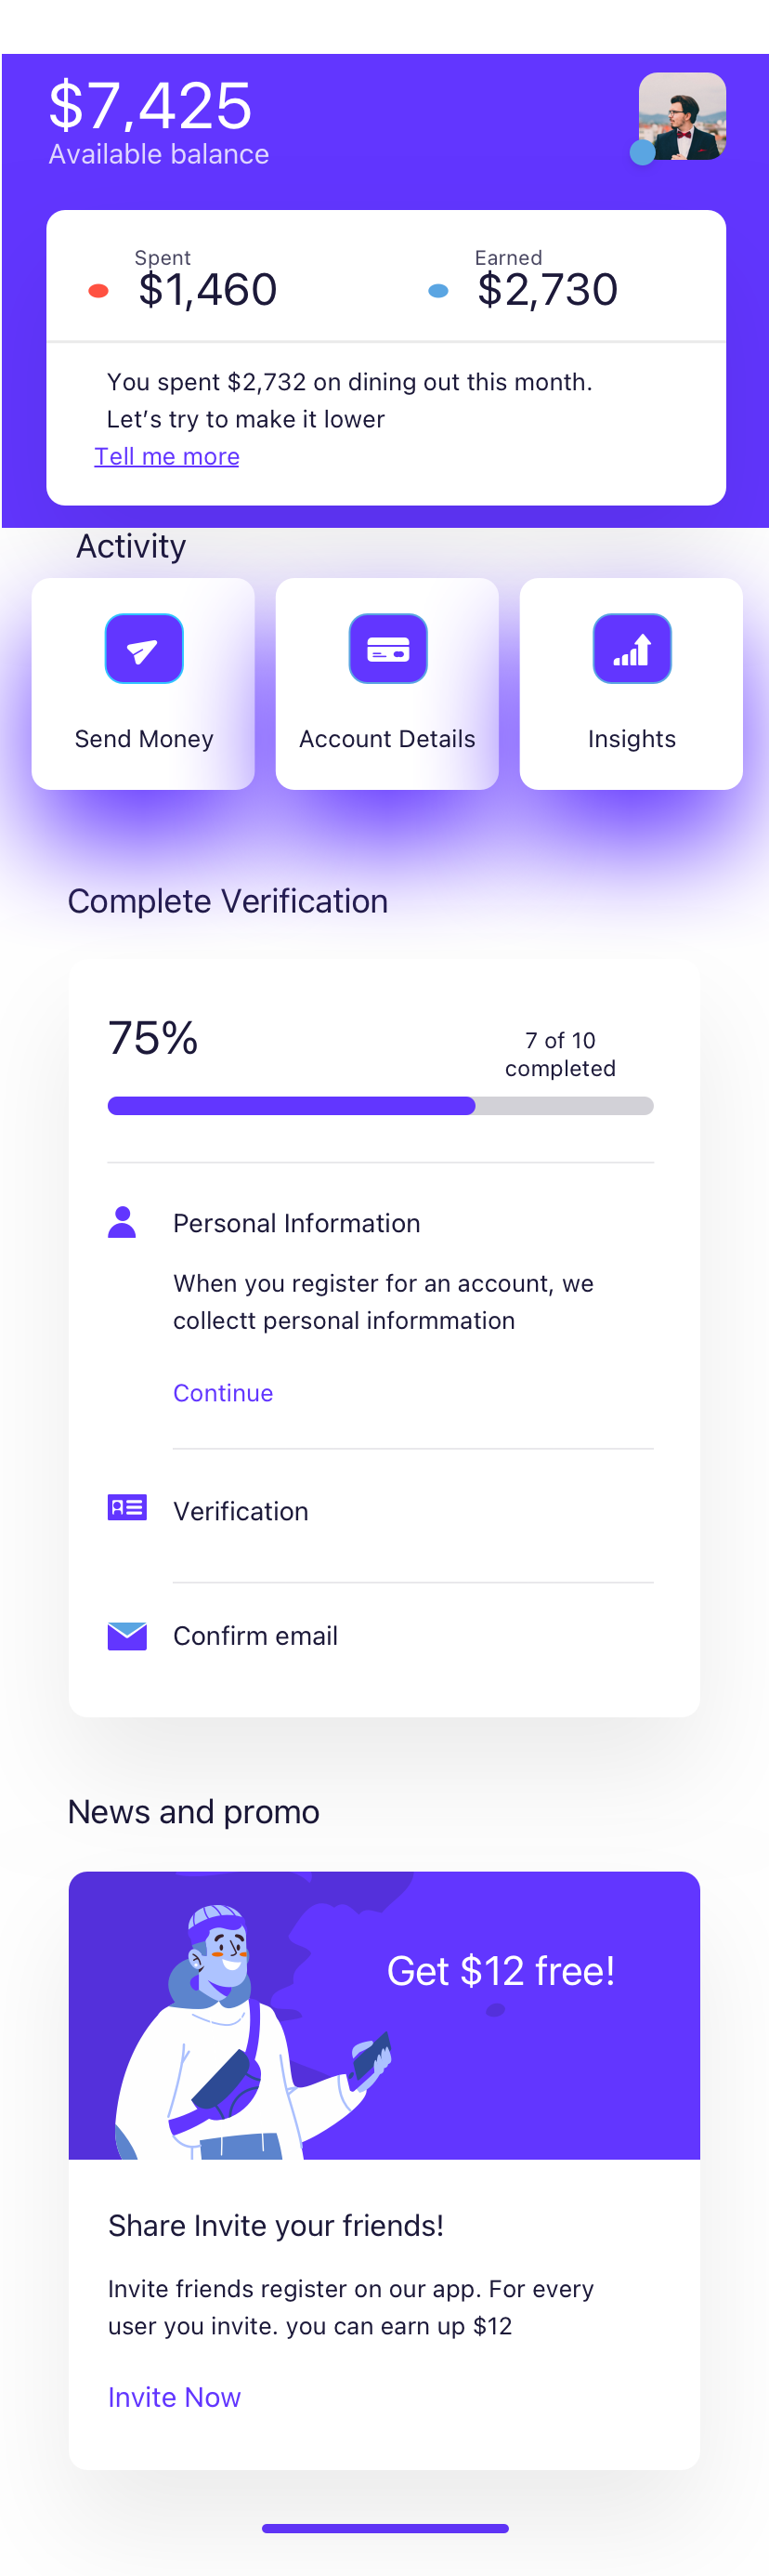 $7,425
Available balance
Spent
$1,460
Earned
$2,730
You spent $2,732 on dining out this month.
Let’s try to make it lower
Tell me more
Activity
Send Money
Account Details
Insights
Complete Verification
75%
7 of 10
completed
Personal Information
When you register for an account, we
collectt personal informmation
Continue
Verification
Confirm email
News and promo
Get $12 free!
Share Invite your friends!
Invite friends register on our app. For every
user you invite. you can earn up $12
Invite Now